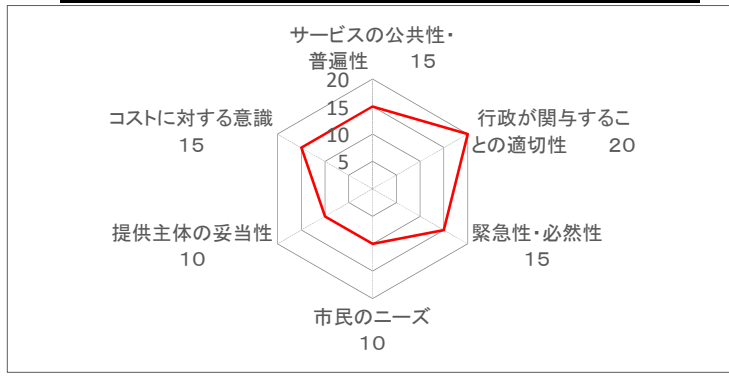 サービスの公共性・
普遍性　15
20
15
10
5
行政が関与するこ
との適切性　20
緊急性・必然性
15
市民のニーズ
10
提供主体の妥当性
10
コストに対する意識
15